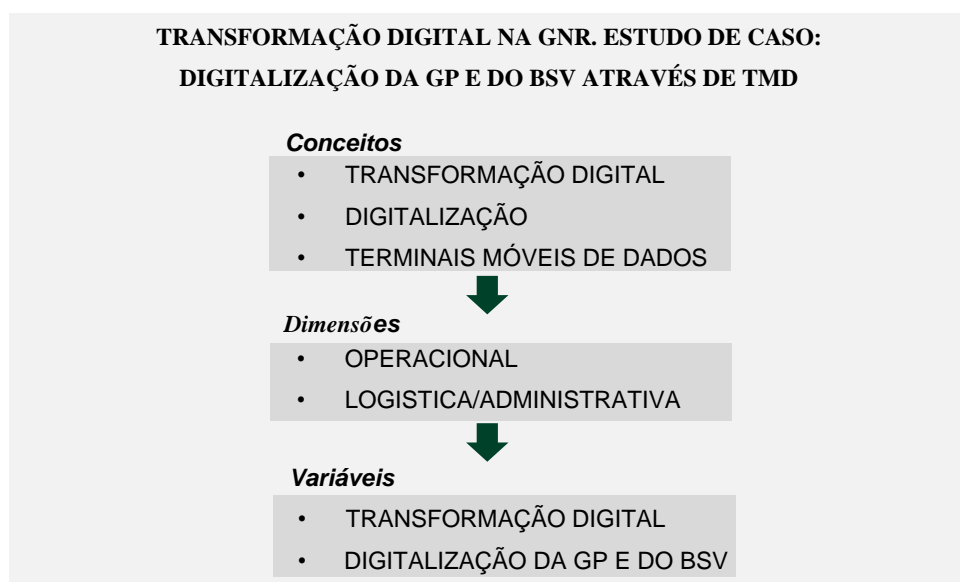 TRANSFORMAÇÃO DIGITAL NA GNR. ESTUDO DE CASO:
DIGITALIZAÇÃO DA GP E DO BSV ATRAVÉS DE TMD
Conceitos
• TRANSFORMAÇÃO DIGITAL
• DIGITALIZAÇÃO
• TERMINAIS MÓVEIS DE DADOS
Dimensões
• OPERACIONAL
• LOGISTICA/ADMINISTRATIVA
Variáveis
• TRANSFORMAÇÃO DIGITAL
• DIGITALIZAÇÃO DA GP E DO BSV